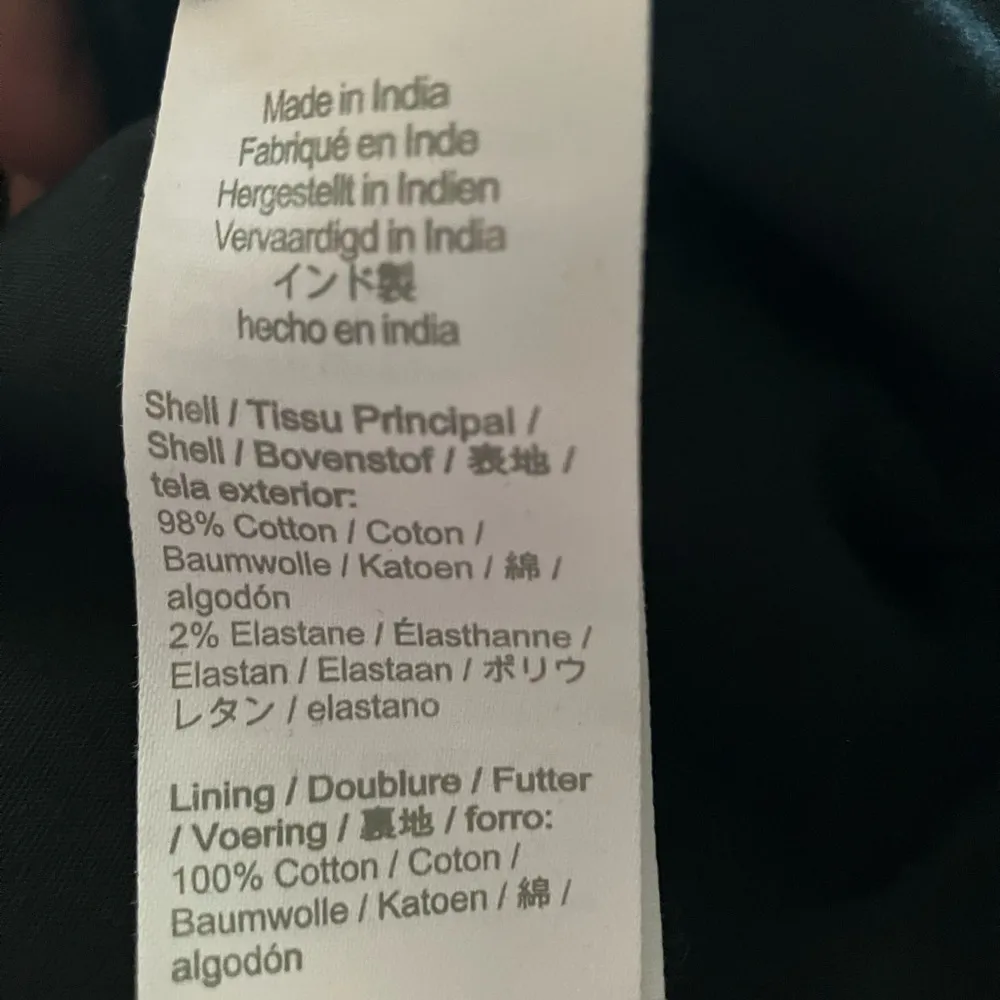 Made in India
Fabriqué en Inde
Hergestellt in Indien
Vervaardigd in India
インド製
hecho en india
Shell / Tissu Principal /
Shell / Bovenstof / 表地 /
tela exterior:
98% Cotton / Coton /
Baumwolle / Katoen / 綿 /
algodón
2% Elastane / Élasthanne /
Elastan / Elastaan / ポリウ
レタン / elastano
Lining / Doublure / Futter
/ Voering / 裏地 / forro:
100% Cotton / Coton /
Baumwolle / Katoen / 綿 /
algodón